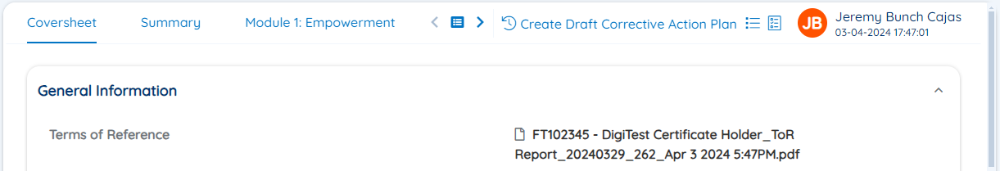 Coversheet Summary Module 1: Empowerment Create Draft Corrective Action Plan JB Jeremy Bunch Cajas
03-04-2024 17:47:01
General Information
Terms of Reference FT102345 - DigiTest Certificate Holder_ToR
Report_20240329_262_Apr 3 2024 5:47PM.pdf